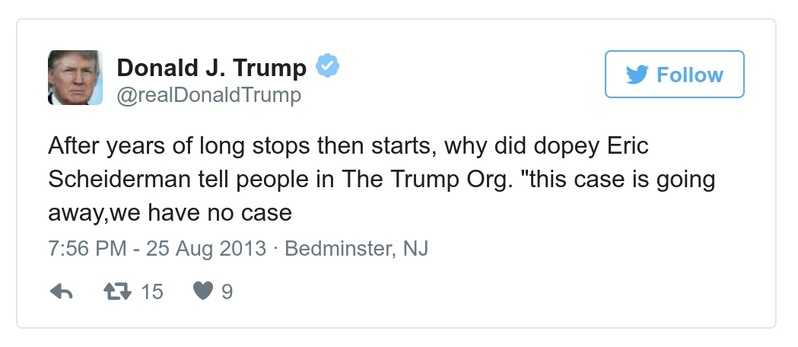 Donald J. Trump
@realDonaldTrump
Follow
After years of long stops then starts, why did dopey Eric
Scheiderman tell people in The Trump Org. "this case is going
away,we have no case
7:56 PM - 25 Aug 2013 · Bedminster, NJ
15 9